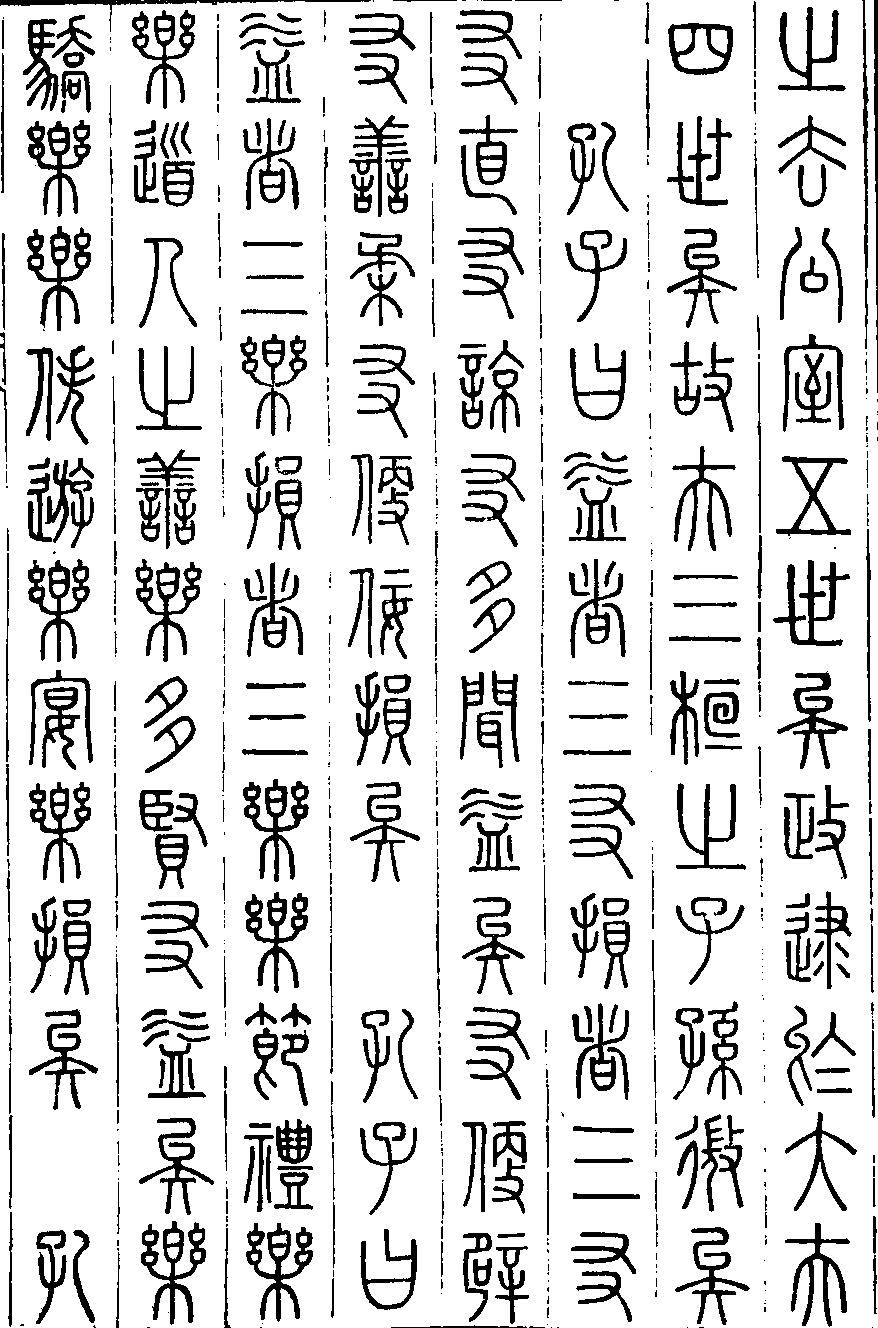 之去公室五世矣政逮於大夫
四世矣故夫三桓之子孫微矣
孔子曰益者三友損者三友
友直友諒友多聞益矣友便辟
友善柔友便佞損矣　孔子曰
益者三樂損者三樂樂節禮樂
樂道人之善樂多賢友益矣樂
驕樂樂佚遊樂宴樂損矣　孔